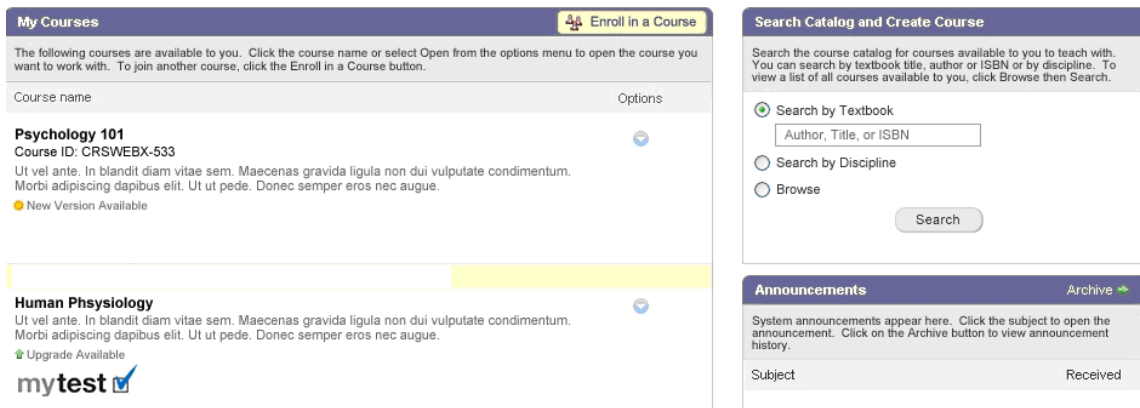 My Courses
Enroll in a Course
The following courses are available to you. Click the course name or select Open from the options menu to open the course you
want to work with. To join another course, click the Enroll in a Course button.
Course name
Options
Psychology 101
Course ID: CRSWEBX-533
Ut vel ante. In blandit diam vitae sem. Maecenas gravida ligula non dui vulputate condimentum.
Morbi adipiscing dapibus elit. Ut ut pede. Donec semper eros nec augue.
New Version Available
Human Phsysiology
Ut vel ante. In blandit diam vitae sem. Maecenas gravida ligula non dui vulputate condimentum.
Morbi adipiscing dapibus elit. Ut ut pede. Donec semper eros nec augue.
Upgrade Available
mytest
Search Catalog and Create Course
Search the course catalog for courses available to you to teach with.
You can search by textbook title, author or ISBN or by discipline. To
view a list of all courses available to you, click Browse then Search.
Search by Textbook
Author, Title, or ISBN
Search by Discipline
Browse
Search
Announcements
Archive
System announcements appear here. Click the subject to open the
announcement. Click on the Archive button to view announcement
history.
Subject
Received